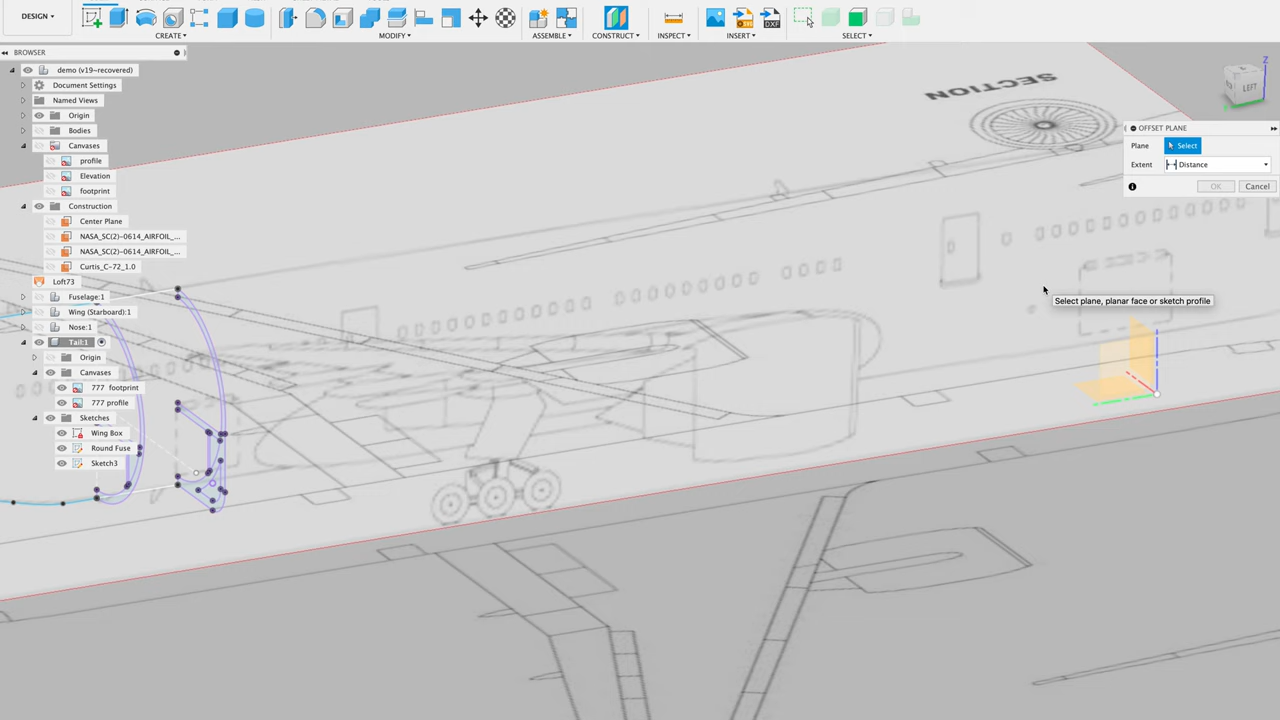 DESIGN
CREATE
MODIFY
ASSEMBLE
CONSTRUCT
INSPECT
INSERT
SELECT
BROWSER
demo (v19~recovered)
Document Settings
Named Views
Origin
Bodies
Canvases
profile
Elevation
footprint
Construction
Center Plane
NASA_SC(2)-0614_AIRFOIL_...
NASA_SC(2)-0614_AIRFOIL_...
Curtis_C-72_1.0
Loft73
Fuselage:1
Wing (Starboard):1
Nose:1
Tail:1
Origin
Canvases
777 footprint
777 profile
Sketches
Wing Box
Round Fuse
Sketch3
SECTION
Z
LEFT
OFFSET PLANE
Plane
Select
Extent
Distance
OK
Cancel
Select plane, planar face or sketch profile